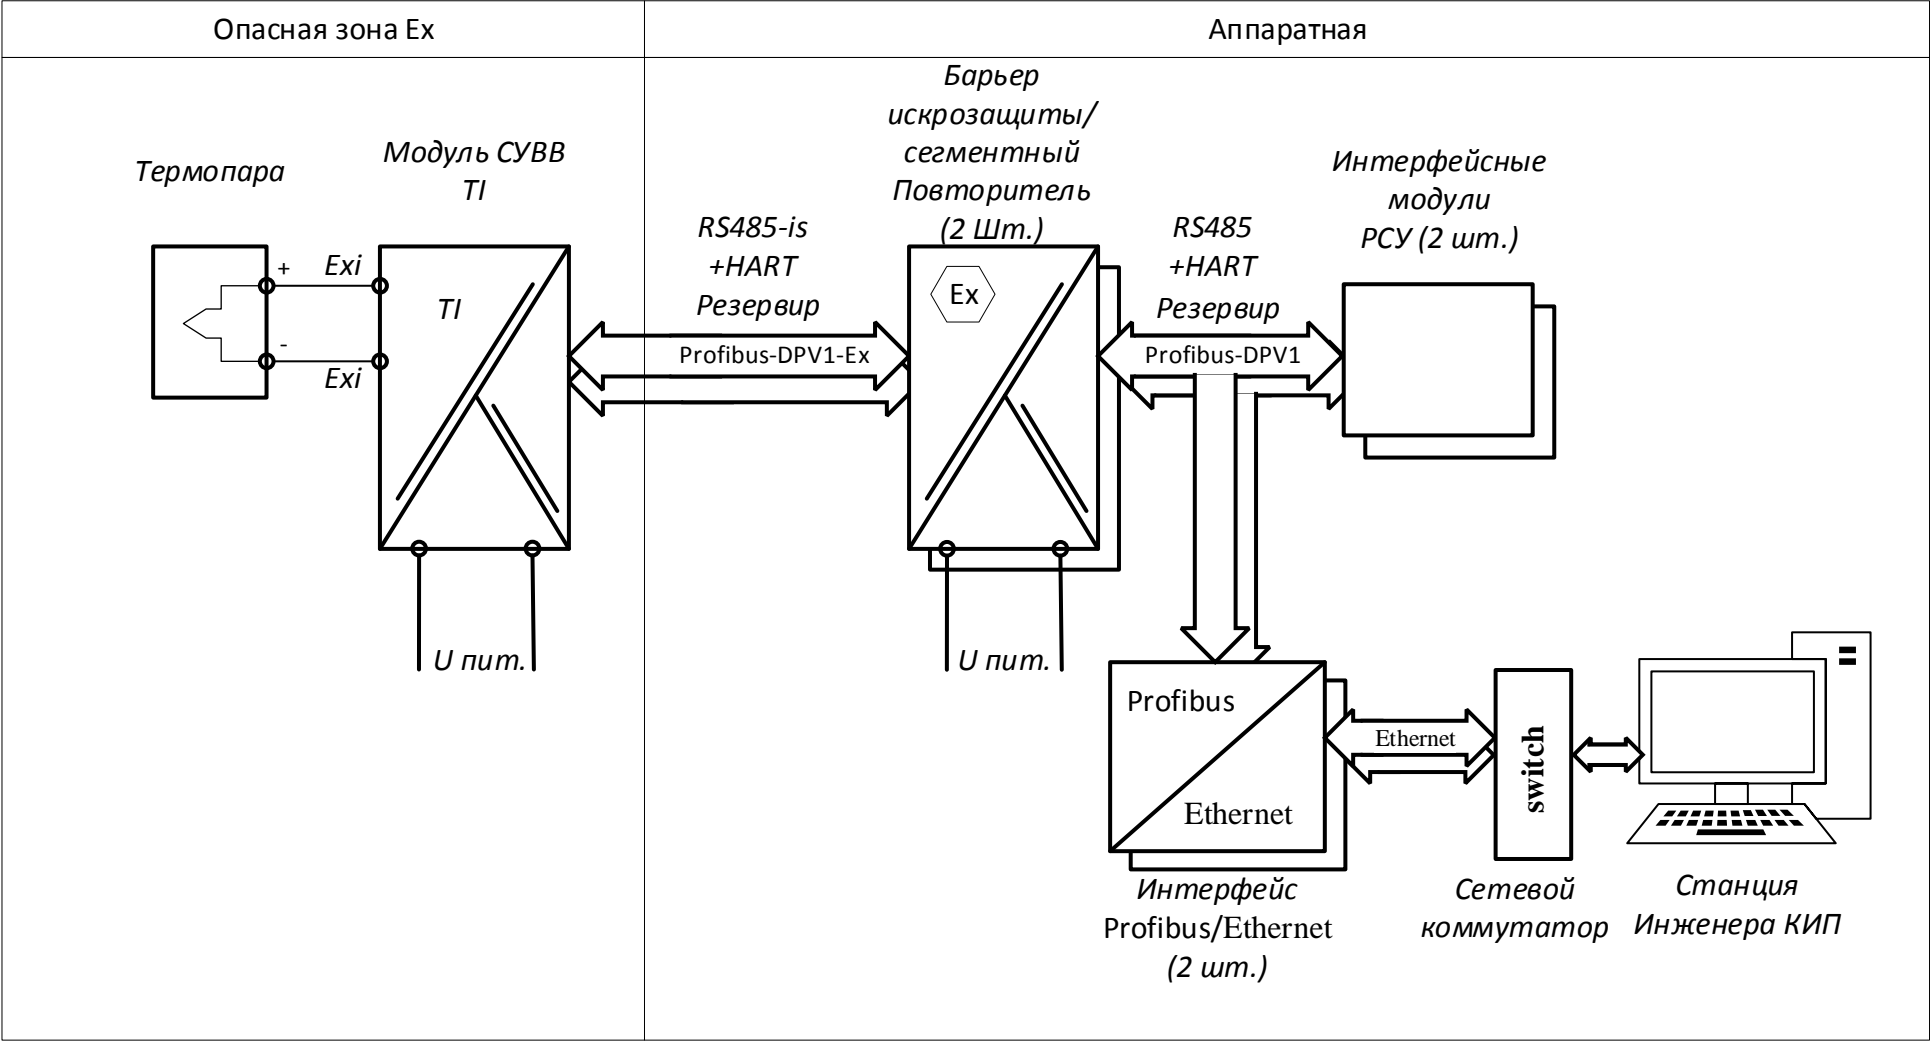 Опасная зона Ex
Аппаратная
Термопара
Модуль СУВВ
TI
RS485-is
+HART
Резервир
Барьер
искрозащиты/
сегментный
Повторитель
(2 Шт.)
RS485
+HART
Резервир
Интерфейсные
модули
РСУ (2 шт.)
+
Exi
-
Exi
TI
Profibus-DPV1-Ex
Ex
Profibus-DPV1
U пит.
U пит.
Profibus
Ethernet
Ethernet
switch
Интерфейс
Profibus/Ethernet
(2 шт.)
Сетевой
коммутатор
Станция
Инженера КИП